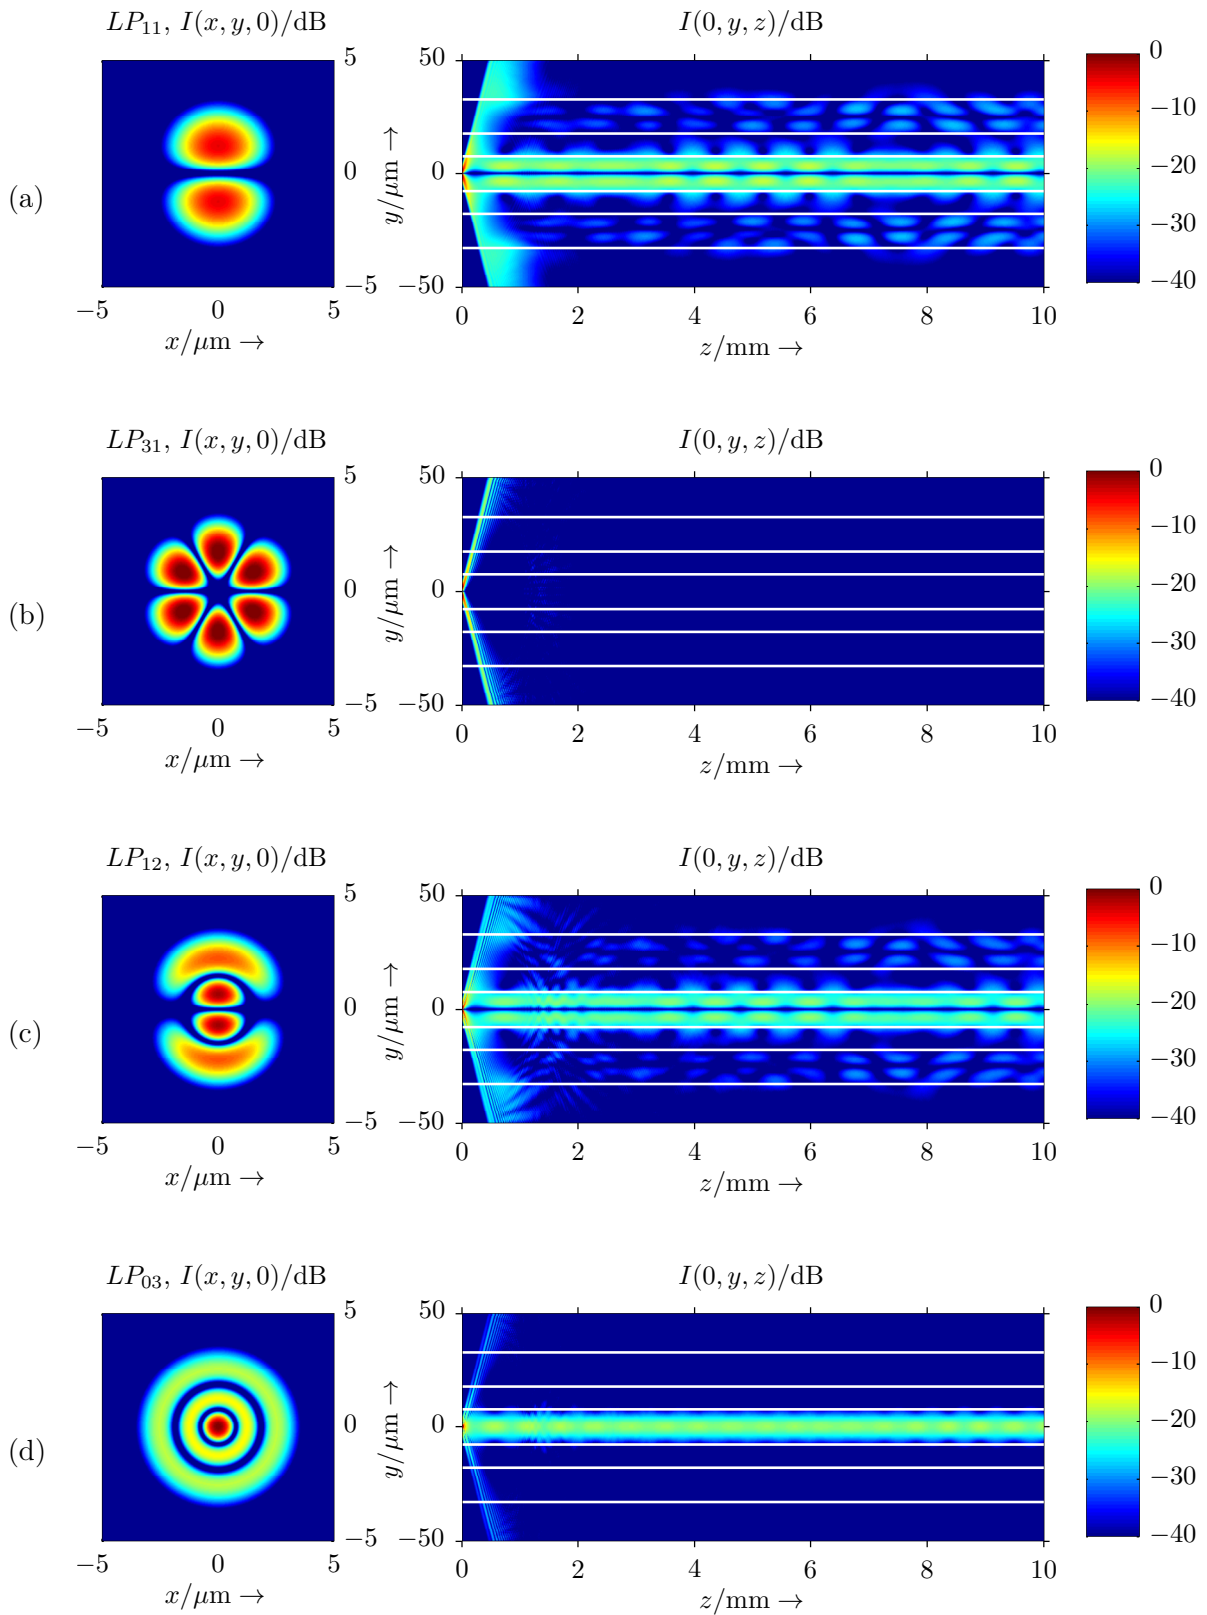 LP₁₁, I(x, y, 0)/dB I(0, y, z)/dB
(a)
5
0
−5
−5 0 5
x/μm →
y/μm →
50
0
−50
0 2 4 6 8 10
z/mm →
0
−10
−20
−30
−40
LP₃₁, I(x, y, 0)/dB I(0, y, z)/dB
(b)
5
0
−5
−5 0 5
x/μm →
y/μm →
50
0
−50
0 2 4 6 8 10
z/mm →
0
−10
−20
−30
−40
LP₁₂, I(x, y, 0)/dB I(0, y, z)/dB
(c)
5
0
−5
−5 0 5
x/μm →
y/μm →
50
0
−50
0 2 4 6 8 10
z/mm →
0
−10
−20
−30
−40
LP₀₃, I(x, y, 0)/dB I(0, y, z)/dB
(d)
5
0
−5
−5 0 5
x/μm →
y/μm →
50
0
−50
0 2 4 6 8 10
z/mm →
0
−10
−20
−30
−40